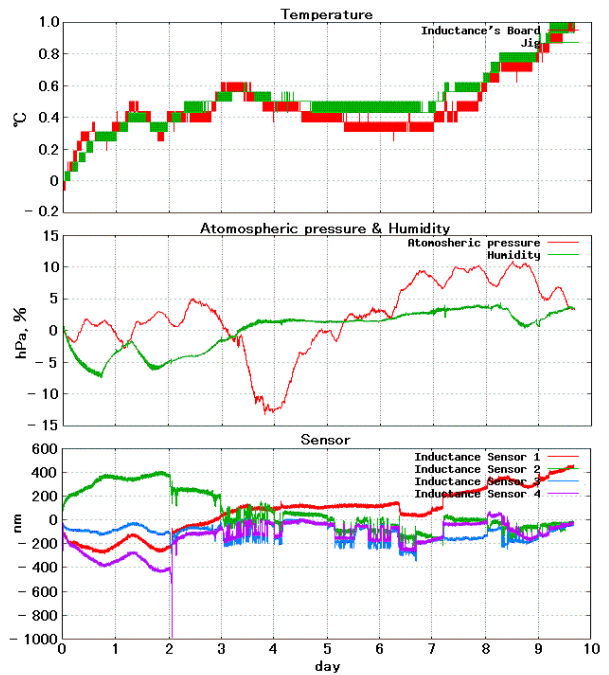 Temperature
Inductance's Board
Jig
°C
1.0
0.8
0.6
0.4
0.2
0
-0.2
Atomospheric pressure & Humidity
Atomosheric pressure
Humidity
hPa, %
15
10
5
0
-5
-10
-15
Sensor
Inductance Sensor 1
Inductance Sensor 2
Inductance Sensor 3
Inductance Sensor 4
nm
600
400
200
0
-200
-400
-600
-800
-1000
0 1 2 3 4 5 6 7 8 9 10
day